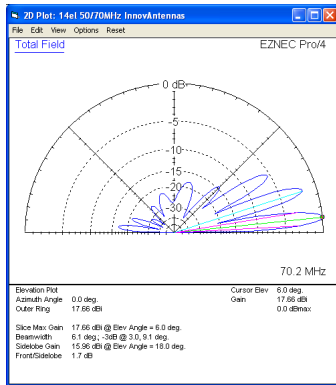 2D Plot: 14el 50/70MHz InnovAntennas
File Edit View Options Reset
Total Field
EZNEC Pro/4
0 dB
-5
-10
-15
-20
-30
70.2 MHz
Elevation Plot
Azimuth Angle 0.0 deg.
Outer Ring 17.66 dBi
Cursor Elev 6.0 deg.
Gain 17.66 dBi
0.0 dBmax
Slice Max Gain 17.66 dBi @ Elev Angle = 6.0 deg.
Beamwidth 6.1 deg.; -3dB @ 3.0, 9.1 deg.
Sidelobe Gain 15.96 dBi @ Elev Angle = 18.0 deg.
Front/Sidelobe 1.7 dB